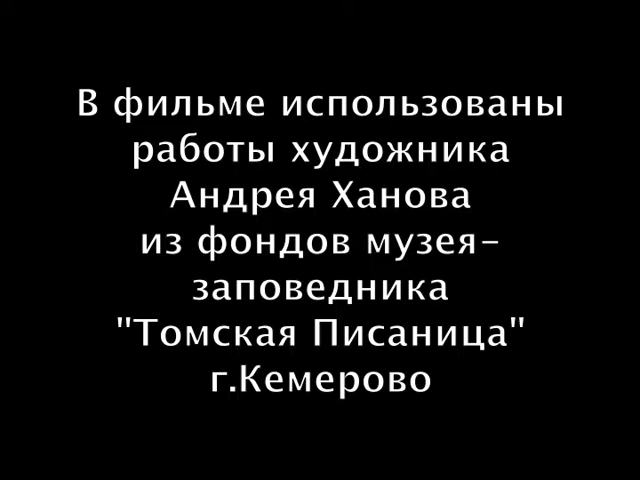 В фильме использованы
работы художника
Андрея Ханова
из фондов музея-
заповедника
"Томская Писаница"
г.Кемерово